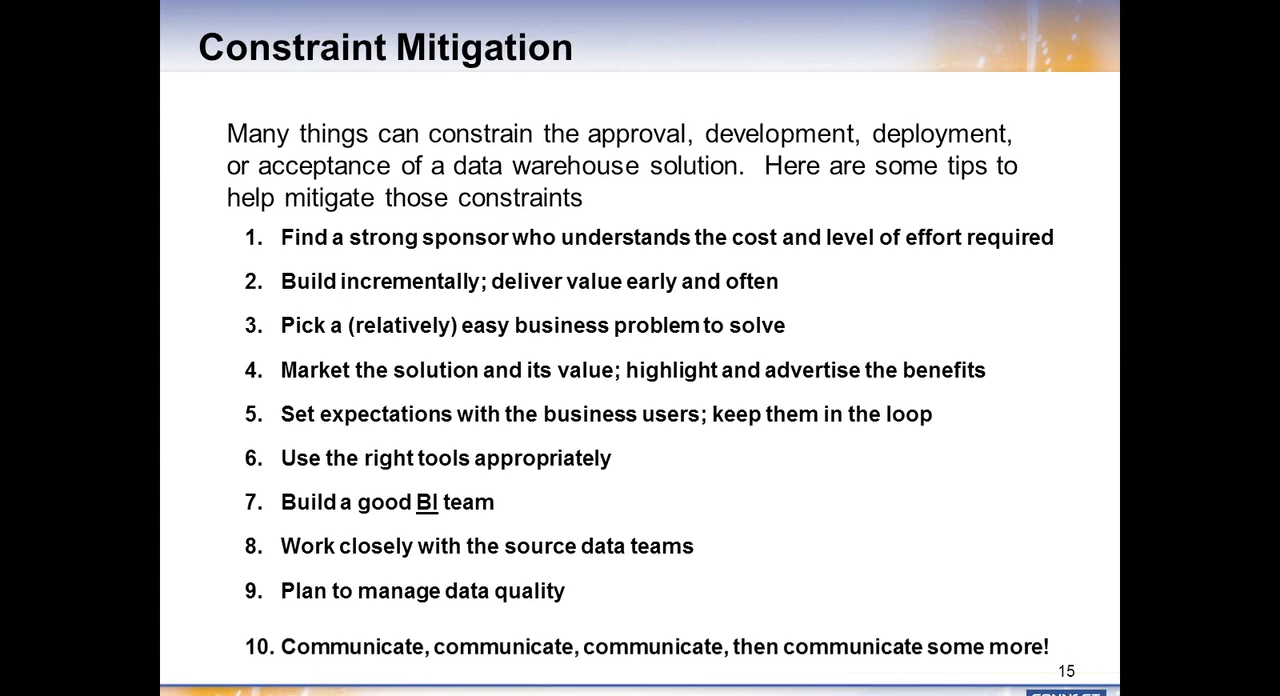 Constraint Mitigation
Many things can constrain the approval, development, deployment,
or acceptance of a data warehouse solution. Here are some tips to
help mitigate those constraints
1. Find a strong sponsor who understands the cost and level of effort required
2. Build incrementally; deliver value early and often
3. Pick a (relatively) easy business problem to solve
4. Market the solution and its value; highlight and advertise the benefits
5. Set expectations with the business users; keep them in the loop
6. Use the right tools appropriately
7. Build a good BI team
8. Work closely with the source data teams
9. Plan to manage data quality
10. Communicate, communicate, communicate, then communicate some more!
15